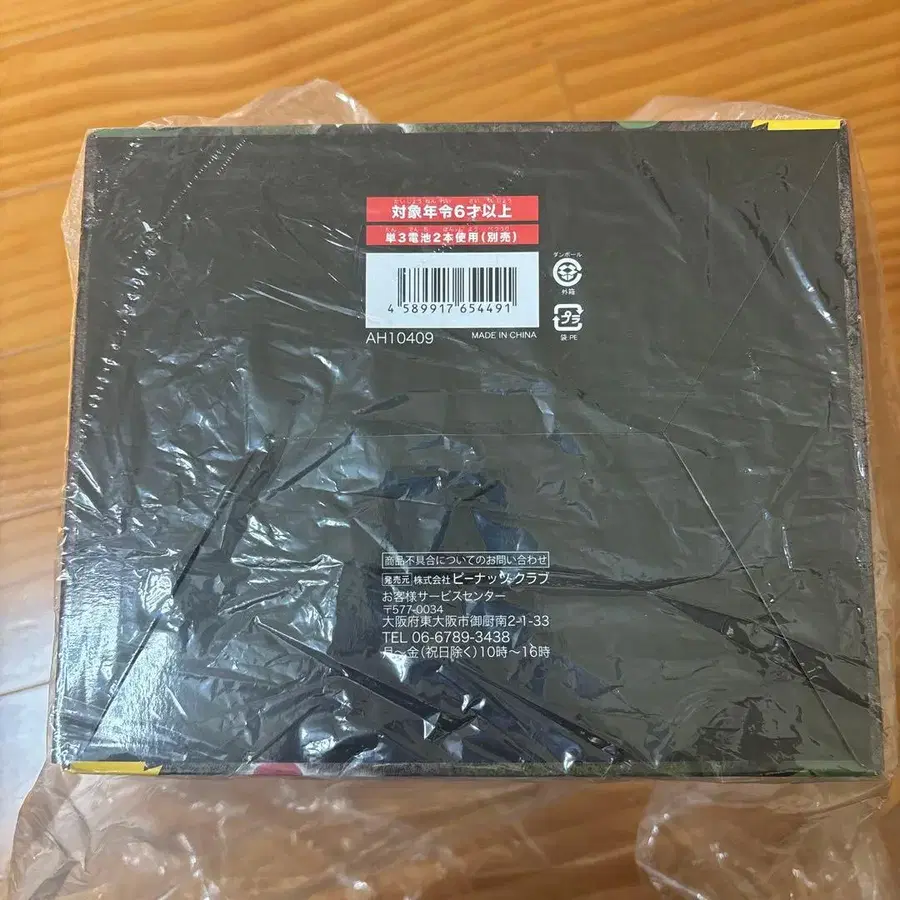 対象年令6才以上
単3電池2本使用(別売)
4 589917 654491
AH10409
MADE IN CHINA
ダンボール
外箱
プラ
袋:PE
商品不具合についてのお問い合わせ
発売元 株式会社ピーナッツ・クラブ
お客様サービスセンター
〒577-0034
大阪府東大阪市御厨南2-1-33
TEL 06-6789-3438
月~金(祝日除く)10時~16時